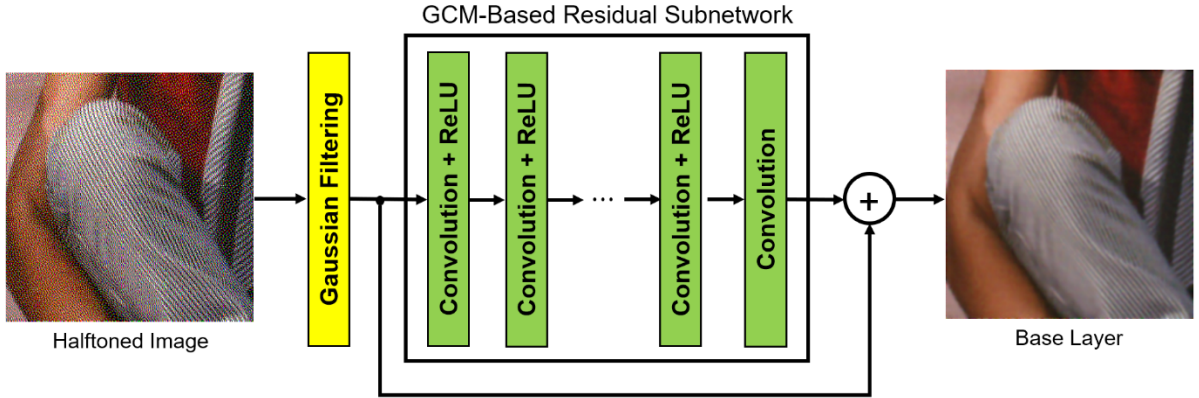 GCM-Based Residual Subnetwork
Gaussian Filtering
Convolution + ReLU
Convolution + ReLU
...
Convolution + ReLU
Convolution
+
Halftoned Image
Base Layer